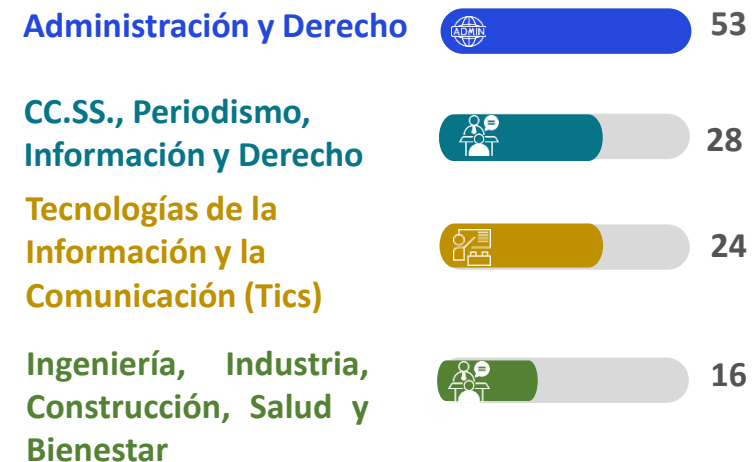 Administración y Derecho
ADMIN
53
CC.SS., Periodismo,
Información y Derecho
28
Tecnologías de la
Información y la
Comunicación (Tics)
24
Ingeniería, Industria,
Construcción, Salud y
Bienestar
16